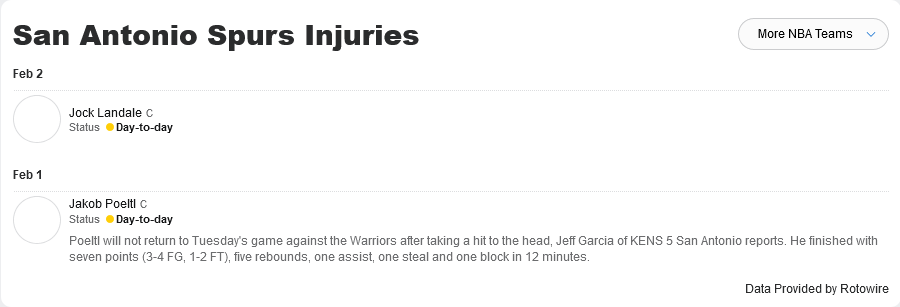 San Antonio Spurs Injuries
More NBA Teams
Feb 2
Jock Landale C
Status Day-to-day
Feb 1
Jakob Poeltl C
Status Day-to-day
Poeltl will not return to Tuesday's game against the Warriors after taking a hit to the head, Jeff Garcia of KENS 5 San Antonio reports. He finished with
seven points (3-4 FG, 1-2 FT), five rebounds, one assist, one steal and one block in 12 minutes.
Data Provided by Rotowire